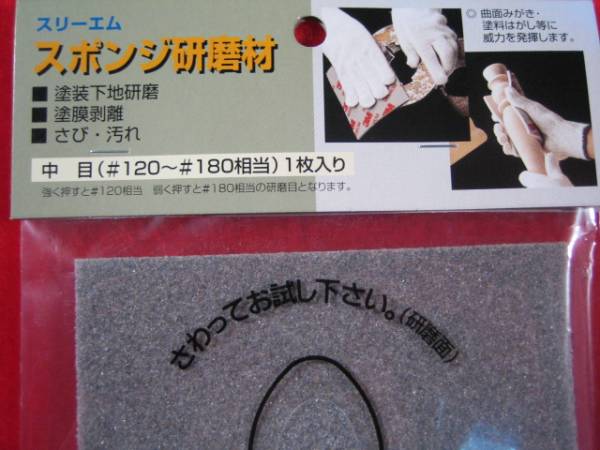 スリーエム
スポンジ研磨材
■ 塗装下地研磨
■ 塗膜剥離
■ さび・汚れ
中 目(#120〜#180相当)1枚入り
強く押すと#120相当 弱く押すと#180相当の研磨目となります。
◎ 曲面みがき・
塗料はがし等に
威力を発揮します。
3M
さわってお試し下さい。(研磨面)